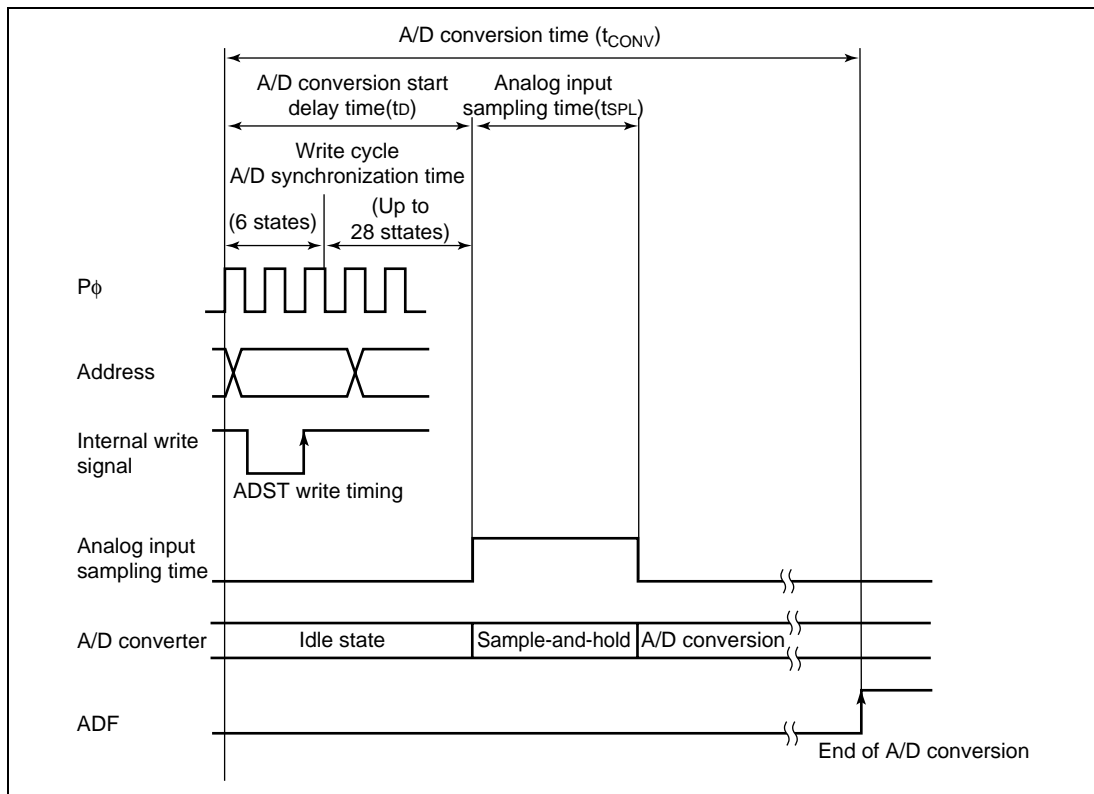 A/D conversion time (tCONV)
A/D conversion start
delay time(tD)
Analog input
sampling time(tSPL)
Write cycle
A/D synchronization time
(6 states)
(Up to
28 sttates)
Pφ
Address
Internal write
signal
ADST write timing
Analog input
sampling time
A/D converter
Idle state
Sample-and-hold
A/D conversion
ADF
End of A/D conversion